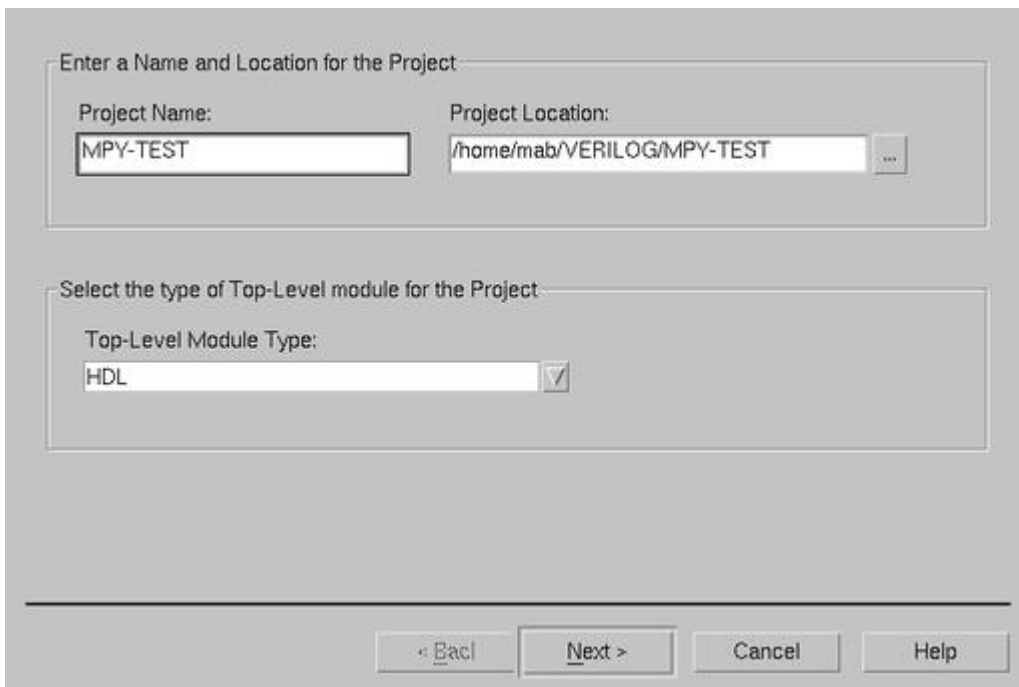 Enter a Name and Location for the Project
Project Name: Project Location:
MPY-TEST /home/mab/VERILOG/MPY-TEST ...
Select the type of Top-Level module for the Project
Top-Level Module Type:
HDL
< Bacl Next > Cancel Help